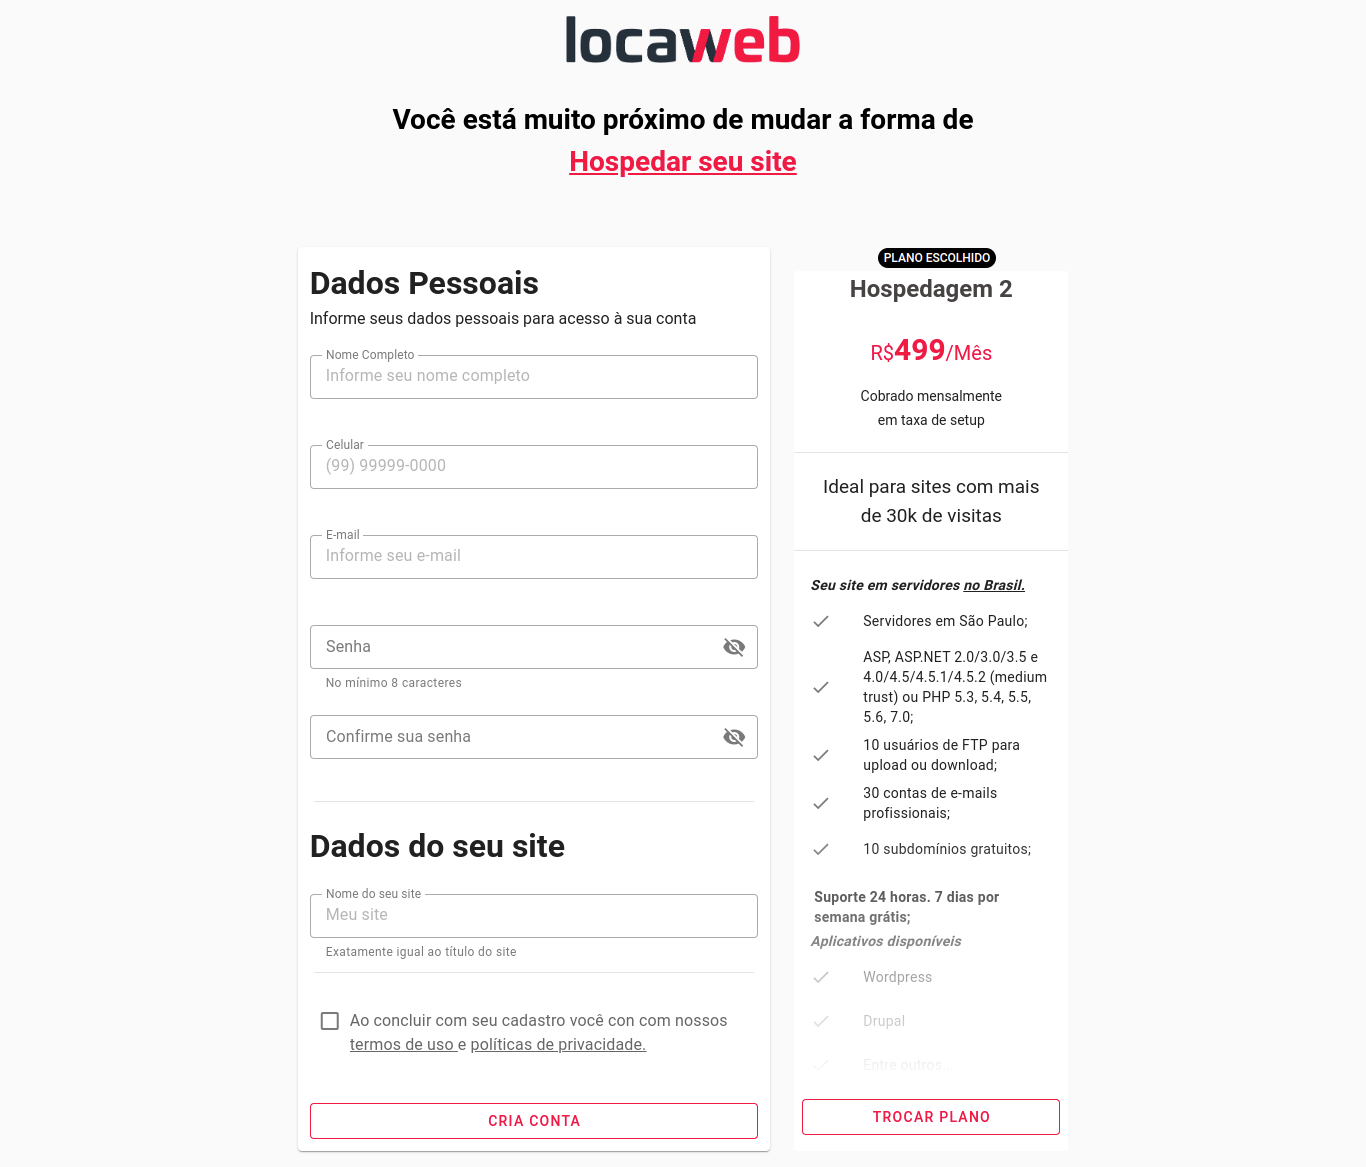 locaweb
Você está muito próximo de mudar a forma de
Hospedar seu site
Dados Pessoais
Informe seus dados pessoais para acesso à sua conta
Nome Completo
Informe seu nome completo
Celular
(99) 99999-0000
E-mail
Informe seu e-mail
Senha
No mínimo 8 caracteres
Confirme sua senha
Dados do seu site
Nome do seu site
Meu site
Exatamente igual ao título do site
Ao concluir com seu cadastro você con com nossos
termos de uso e políticas de privacidade.
CRIA CONTA
PLANO ESCOLHIDO
Hospedagem 2
R$499/Mês
Cobrado mensalmente
em taxa de setup
Ideal para sites com mais
de 30k de visitas
Seu site em servidores no Brasil.
Servidores em São Paulo;
ASP, ASP.NET 2.0/3.0/3.5 e
4.0/4.5/4.5.1/4.5.2 (medium
trust) ou PHP 5.3, 5.4, 5.5,
5.6, 7.0;
10 usuários de FTP para
upload ou download;
30 contas de e-mails
profissionais;
10 subdomínios gratuitos;
Suporte 24 horas. 7 dias por
semana grátis;
Aplicativos disponíveis
Wordpress
Drupal
Entre outros...
TROCAR PLANO